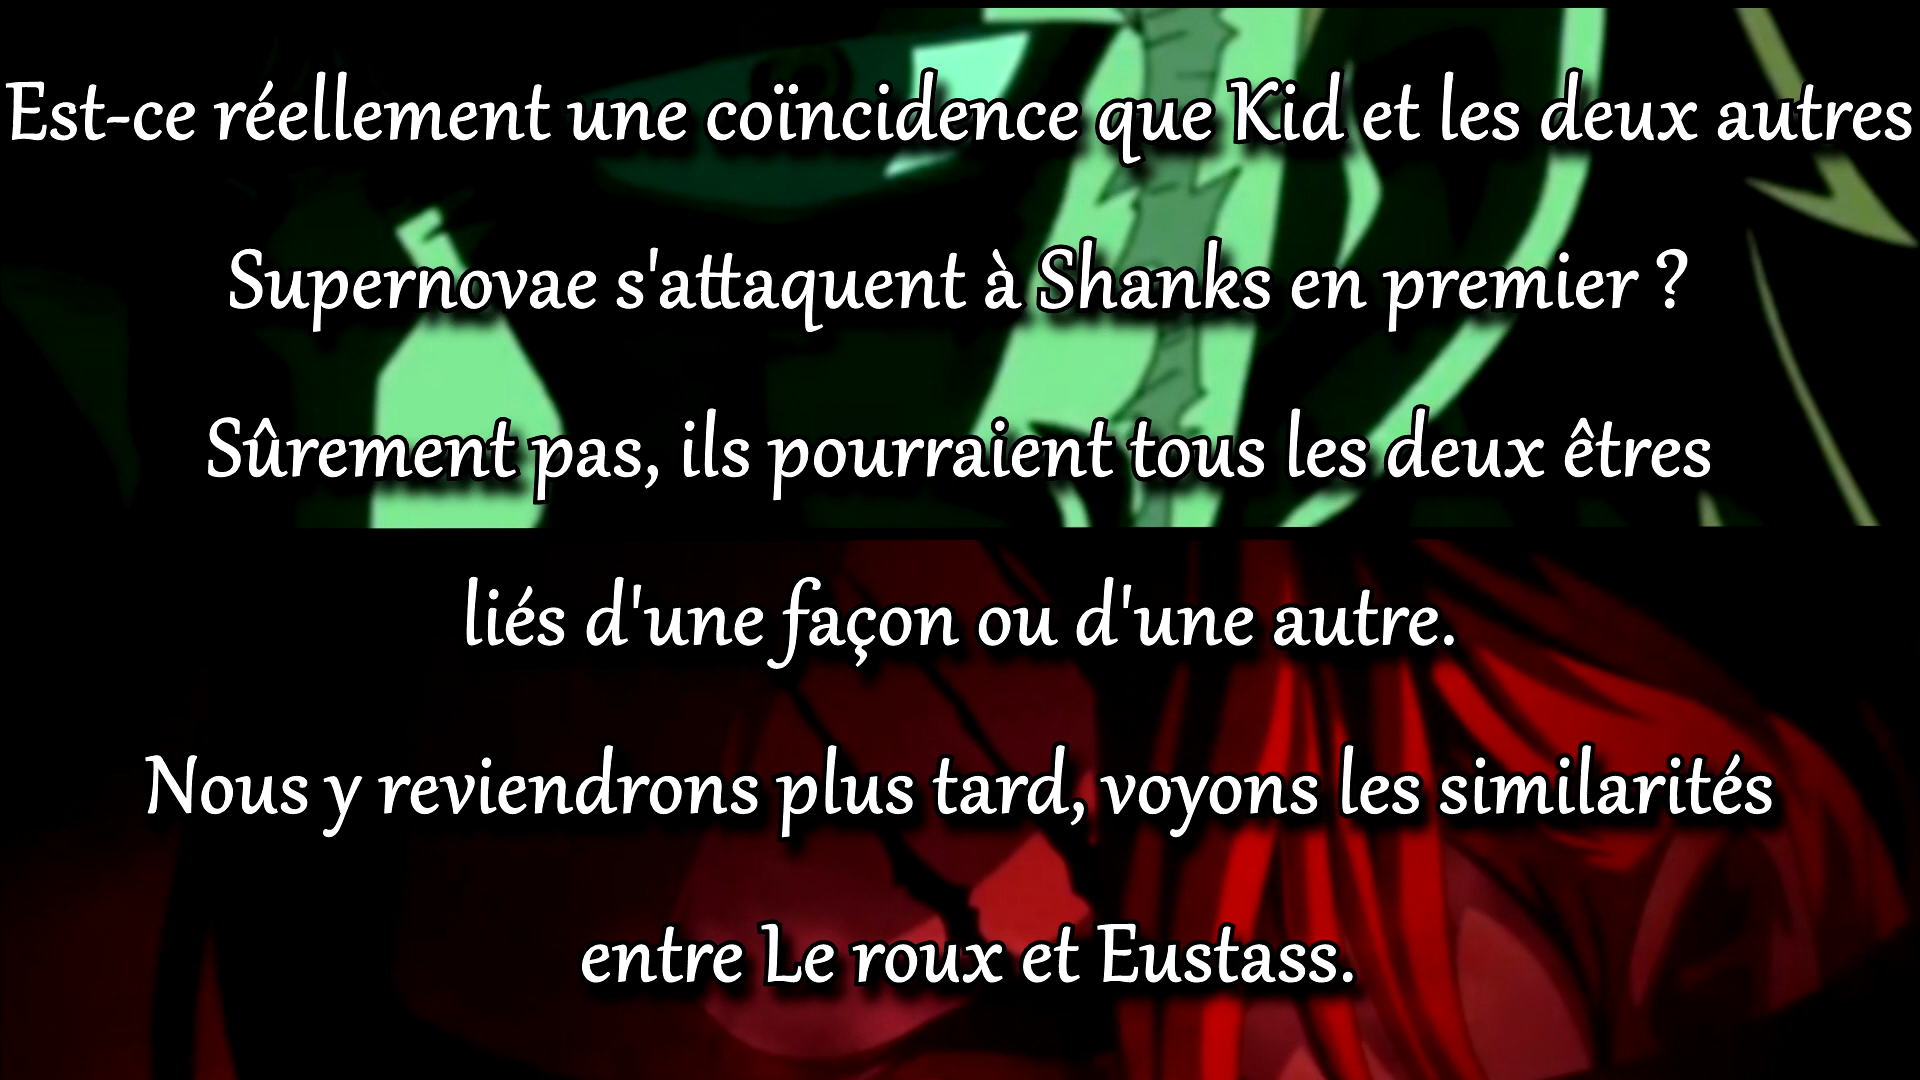 Est-ce réellement une coïncidence que Kid et les deux autres
Supernovae s'attaquent à Shanks en premier ?
Sûrement pas, ils pourraient tous les deux êtres
liés d'une façon ou d'une autre.
Nous y reviendrons plus tard, voyons les similarités
entre Le roux et Eustass.